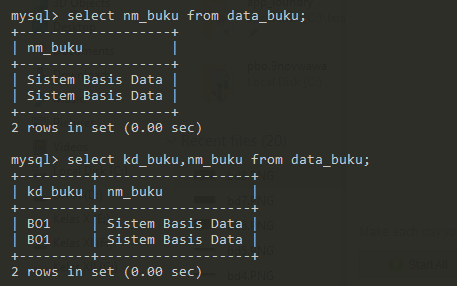 mysql> select nm_buku from data_buku;
+-------------------+
| nm_buku           |
+-------------------+
| Sistem Basis Data |
| Sistem Basis Data |
+-------------------+
2 rows in set (0.00 sec)

mysql> select kd_buku,nm_buku from data_buku;
+---------+-------------------+
| kd_buku | nm_buku           |
+---------+-------------------+
| BO1     | Sistem Basis Data |
| BO1     | Sistem Basis Data |
+---------+-------------------+
2 rows in set (0.00 sec)